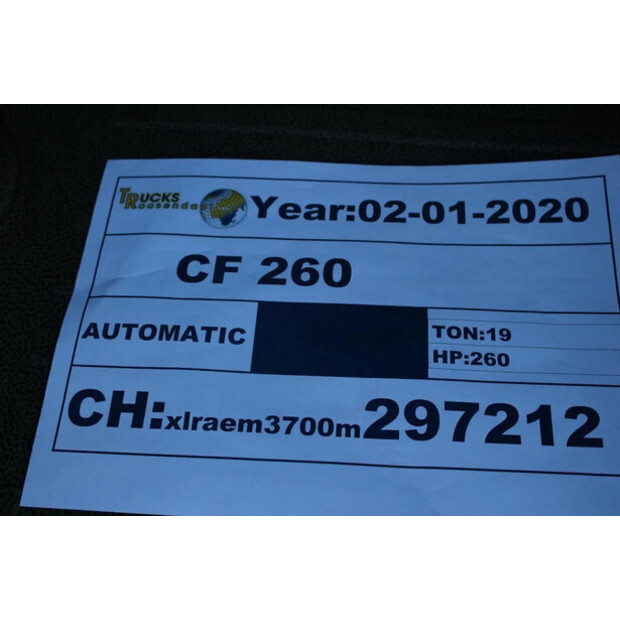 TRUCKS
Roosendaal
Year:02-01-2020
CF 260
AUTOMATIC
TON:19
HP:260
CH:xlraem3700m297212